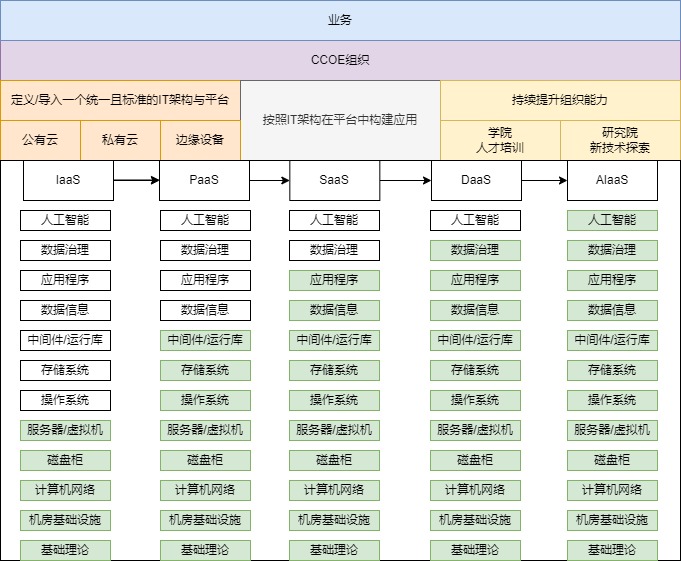 业务
CCOE组织
定义/导入一个统一且标准的IT架构与平台
按照IT架构在平台中构建应用
持续提升组织能力
公有云
私有云
边缘设备
学院
人才培训
研究院
新技术探索
IaaS
PaaS
SaaS
DaaS
AIaaS
人工智能
人工智能
人工智能
人工智能
人工智能
数据治理
数据治理
数据治理
数据治理
数据治理
应用程序
应用程序
应用程序
应用程序
应用程序
数据信息
数据信息
数据信息
数据信息
数据信息
中间件/运行库
中间件/运行库
中间件/运行库
中间件/运行库
中间件/运行库
存储系统
存储系统
存储系统
存储系统
存储系统
操作系统
操作系统
操作系统
操作系统
操作系统
服务器/虚拟机
服务器/虚拟机
服务器/虚拟机
服务器/虚拟机
服务器/虚拟机
磁盘柜
磁盘柜
磁盘柜
磁盘柜
磁盘柜
计算机网络
计算机网络
计算机网络
计算机网络
计算机网络
机房基础设施
机房基础设施
机房基础设施
机房基础设施
机房基础设施
基础理论
基础理论
基础理论
基础理论
基础理论